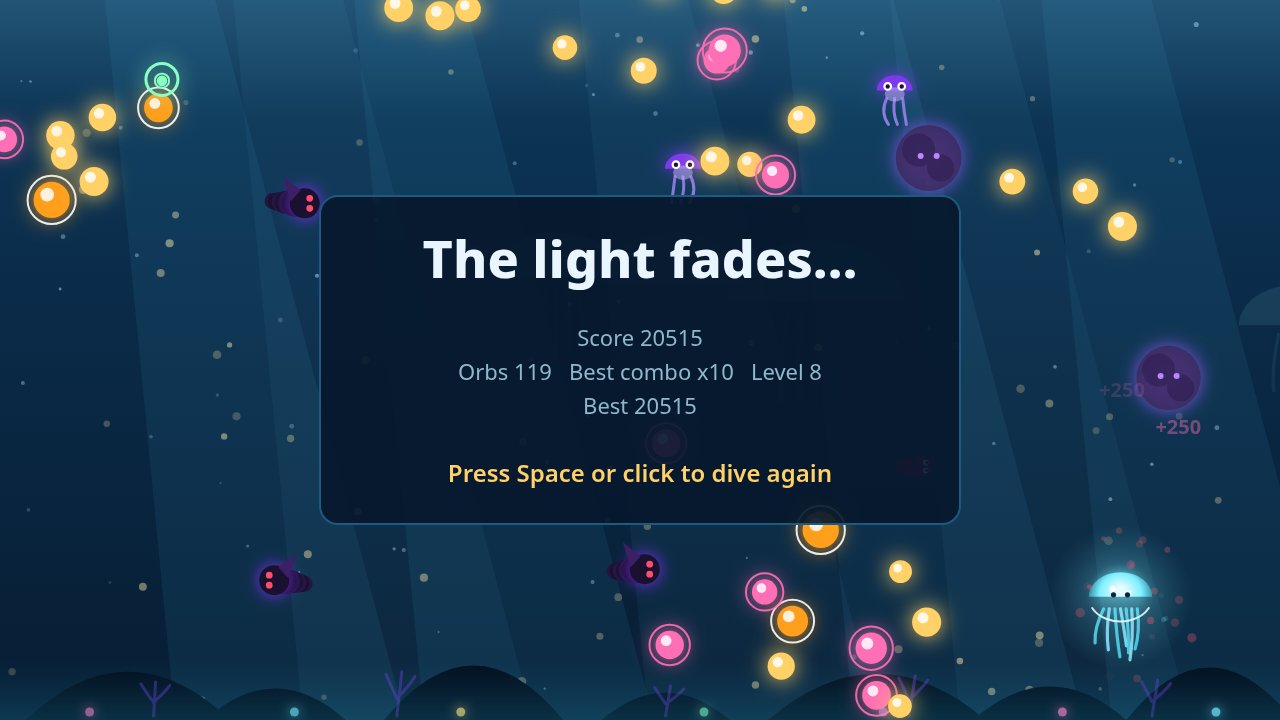 The light fades...
Score 20515
Orbs 119 Best combo x10 Level 8
Best 20515
+250
+250
Press Space or click to dive again